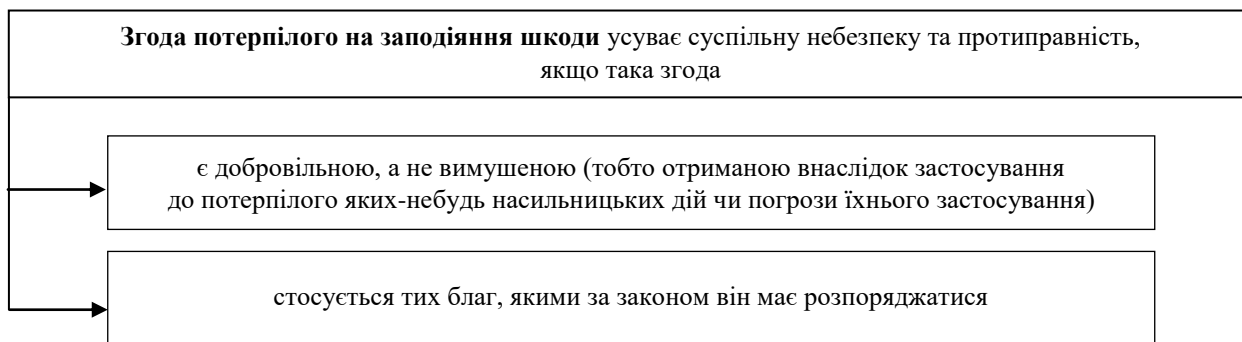 Згода потерпілого на заподіяння шкоди усуває суспільну небезпеку та протиправність,
якщо така згода
є добровільною, а не вимушеною (тобто отриманою внаслідок застосування
до потерпілого яких-небудь насильницьких дій чи погрози їхнього застосування)
стосується тих благ, якими за законом він має розпоряджатися